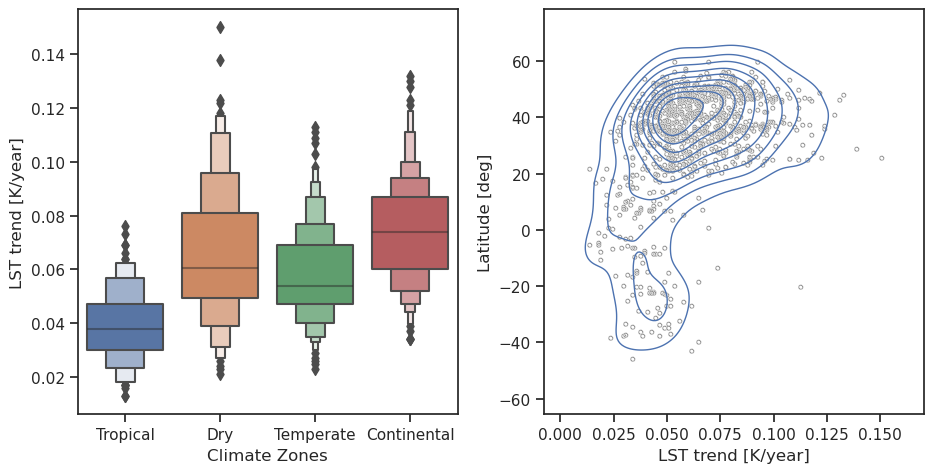 LST trend [K/year]
0.14
0.12
0.10
0.08
0.06
0.04
0.02
Tropical Dry Temperate Continental
Climate Zones
Latitude [deg]
60
40
20
0
−20
−40
−60
0.000 0.025 0.050 0.075 0.100 0.125 0.150
LST trend [K/year]